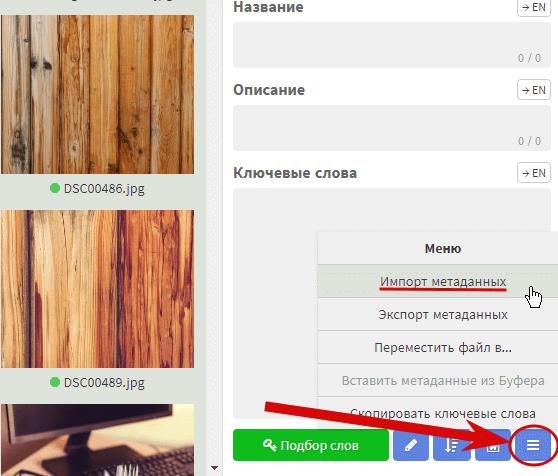 Название
→ EN
0 / 0
Описание
→ EN
0 / 0
DSC00486.jpg
Ключевые слова
→ EN
Меню
Импорт метаданных
Экспорт метаданных
Переместить файл в...
Вставить метаданные из Буфера
Скопировать ключевые слова
DSC00489.jpg
Подбор слов